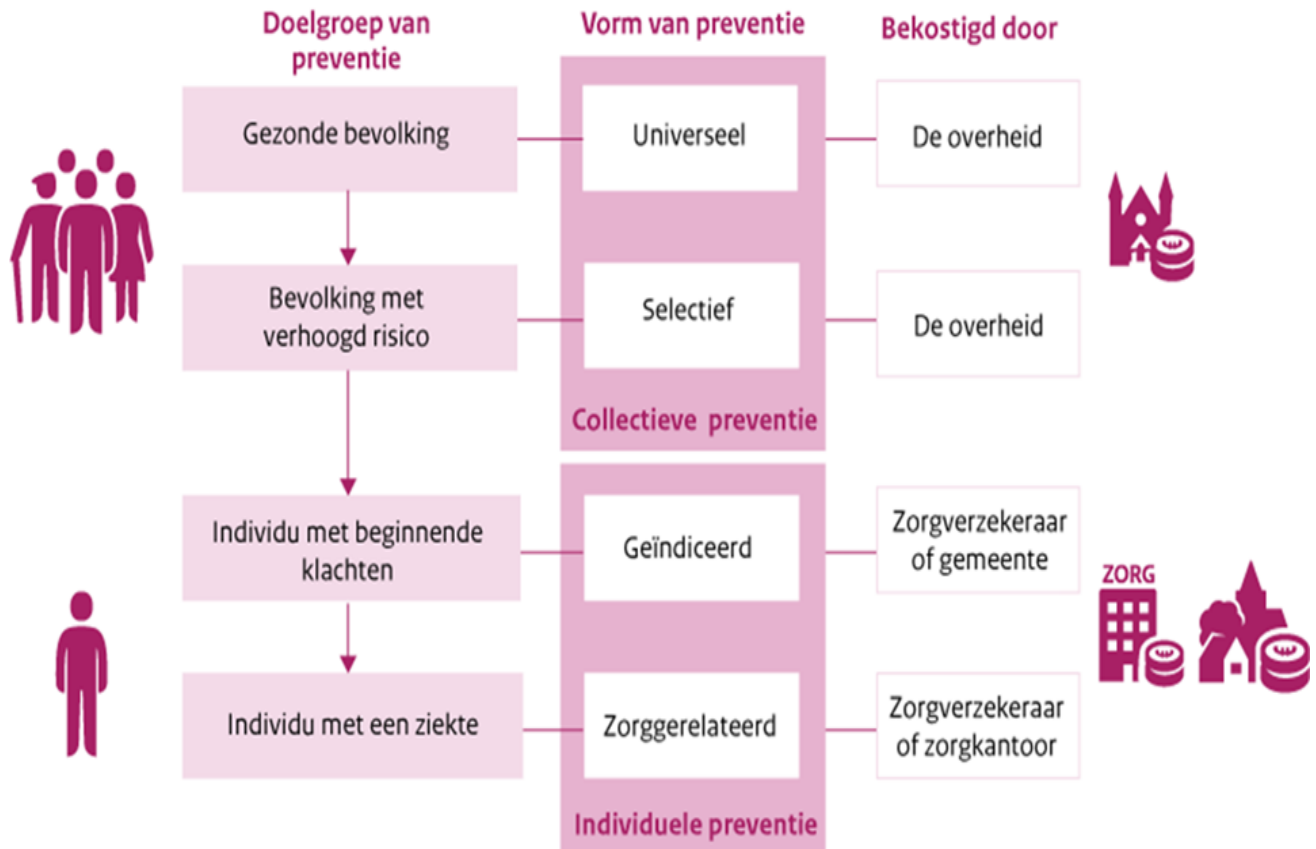 Doelgroep van
preventie
Vorm van preventie
Bekostigd door
Gezonde bevolking
Universeel
De overheid
Bevolking met
verhoogd risico
Selectief
De overheid
Collectieve preventie
Individu met beginnende
klachten
Geïndiceerd
Zorgverzekeraar
of gemeente
ZORG
Individu met een ziekte
Zorggerelateerd
Zorgverzekeraar
of zorgkantoor
Individuele preventie